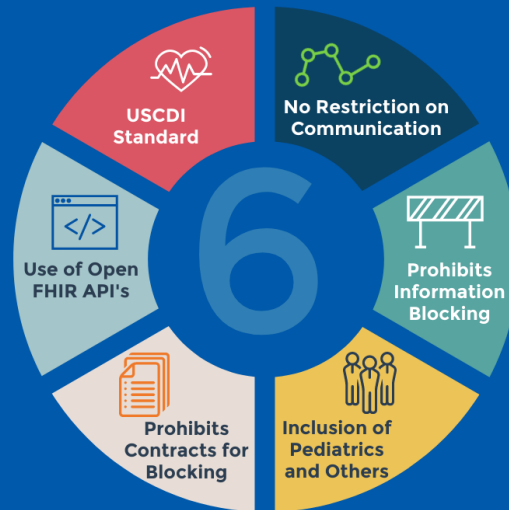 USCDI
Standard
No Restriction on
Communication
Prohibits
Information
Blocking
Inclusion of
Pediatrics
and Others
Prohibits
Contracts for
Blocking
Use of Open
FHIR API's
</>
6